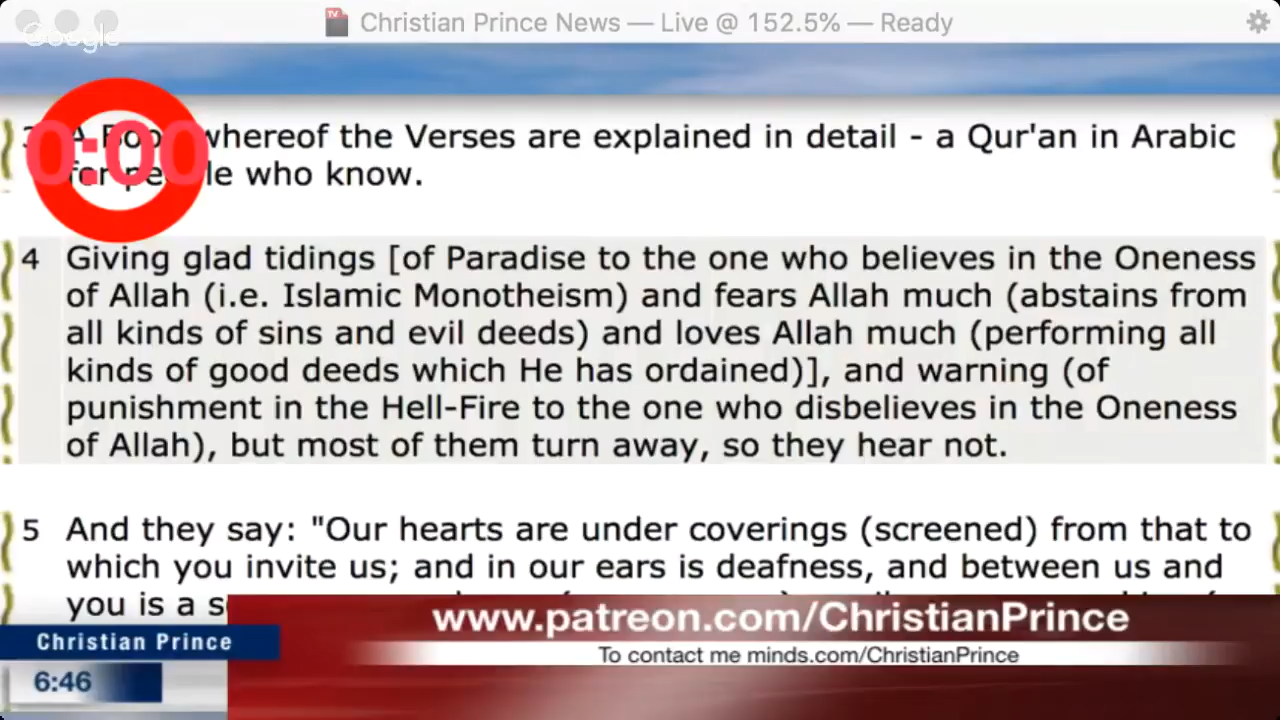 Christian Prince News — Live @ 152.5% — Ready
Google
0:00
3 A Book whereof the Verses are explained in detail - a Qur'an in Arabic
for people who know.
4 Giving glad tidings [of Paradise to the one who believes in the Oneness
of Allah (i.e. Islamic Monotheism) and fears Allah much (abstains from
all kinds of sins and evil deeds) and loves Allah much (performing all
kinds of good deeds which He has ordained)], and warning (of
punishment in the Hell-Fire to the one who disbelieves in the Oneness
of Allah), but most of them turn away, so they hear not.
5 And they say: "Our hearts are under coverings (screened) from that to
which you invite us; and in our ears is deafness, and between us and
you is a
www.patreon.com/ChristianPrince
To contact me minds.com/ChristianPrince
Christian Prince
6:46